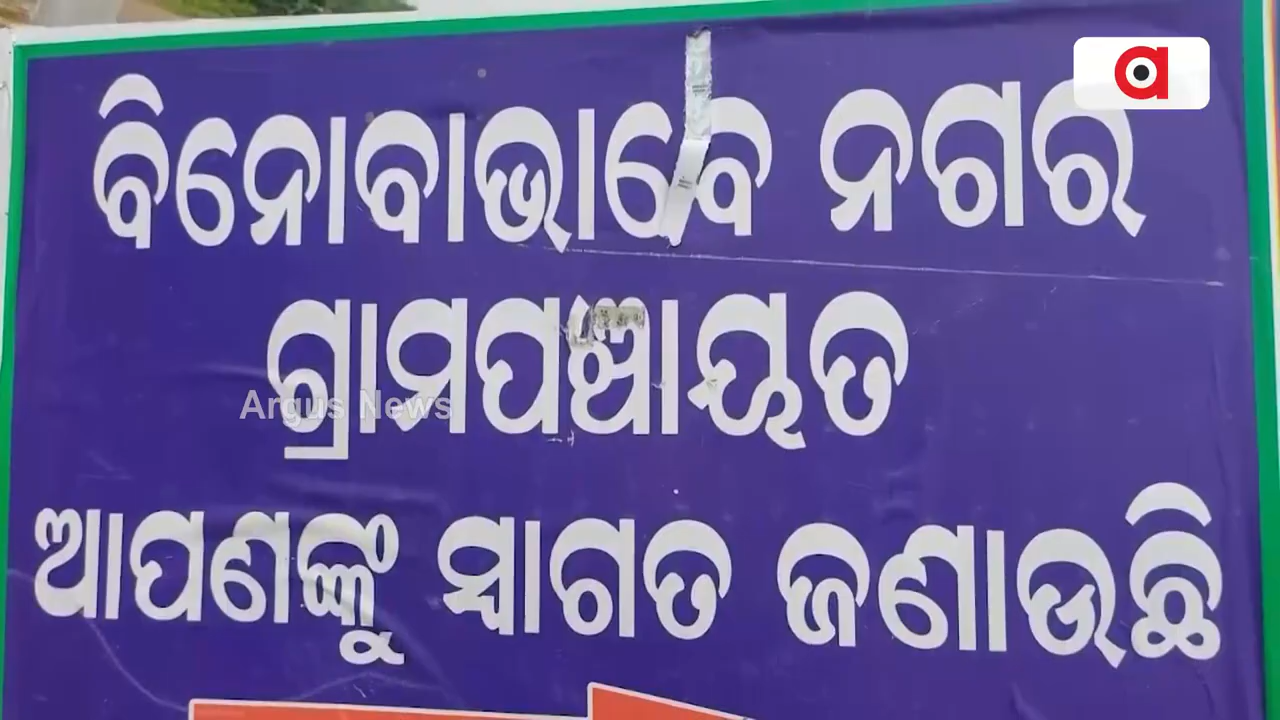 ବିନୋବାଭାବେ ନଗର
ଗ୍ରାମପଞ୍ଚାୟତ
Argus News
ଆପଣଙ୍କୁ ସ୍ୱାଗତ ଜଣାଉଛି